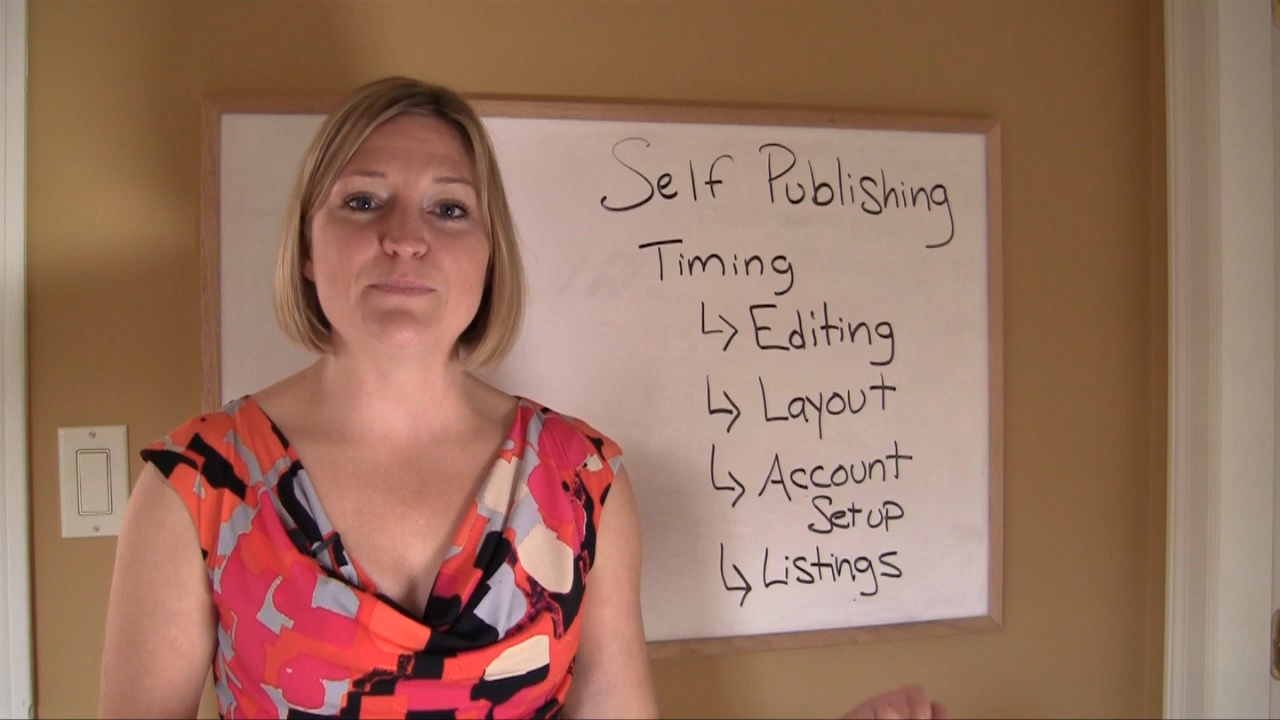 Self Publishing
Timing
↳ Editing
↳ Layout
↳ Account
Setup
↳ Listings